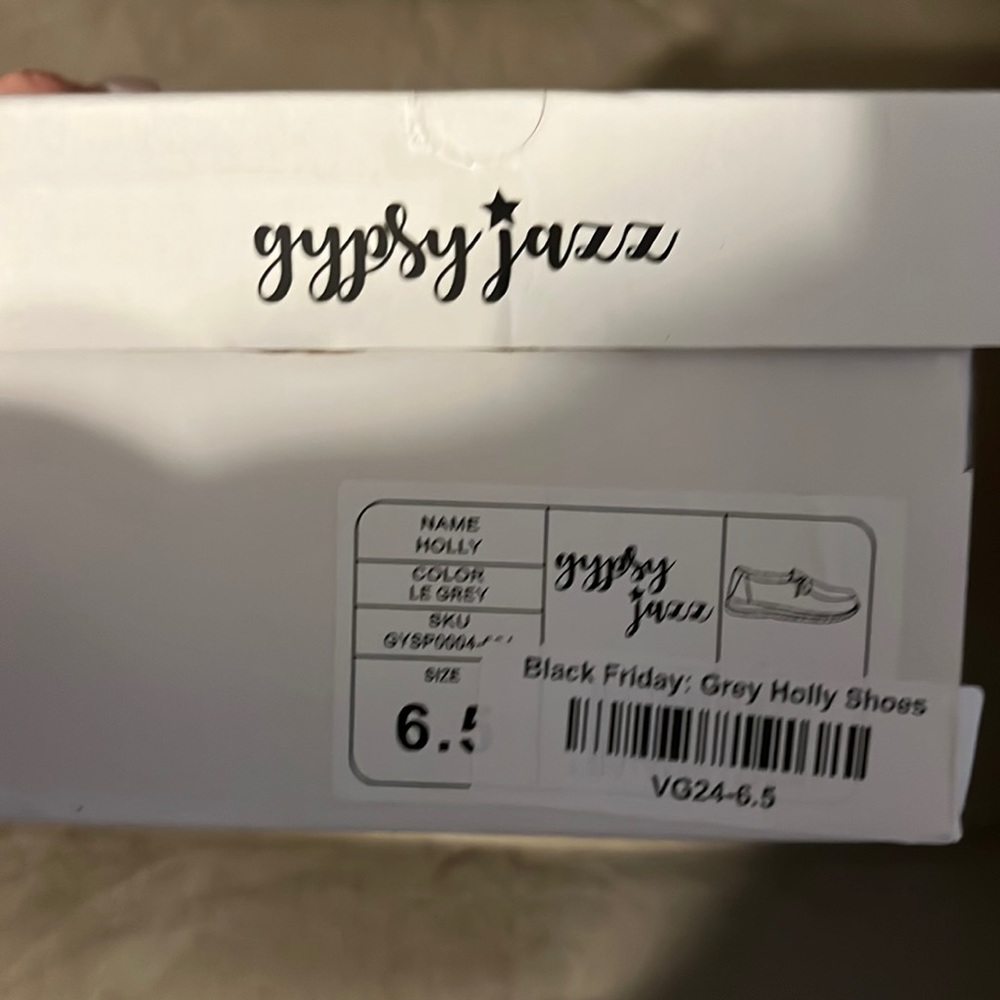 gypsy jazz
NAME
HOLLY
COLOR
LE GREY
SKU
SIZE
6.5
gypsy
jazz
Black Friday: Grey Holly Shoes
VG24-6.5